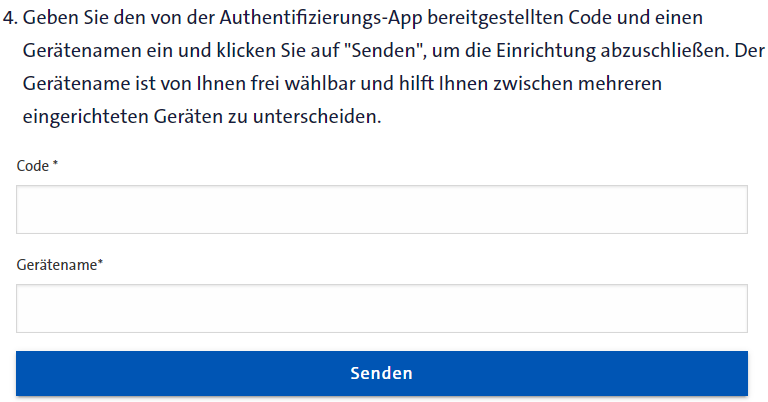 4. Geben Sie den von der Authentifizierungs-App bereitgestellten Code und einen
Gerätenamen ein und klicken Sie auf "Senden", um die Einrichtung abzuschließen. Der
Gerätename ist von Ihnen frei wählbar und hilft Ihnen zwischen mehreren
eingerichteten Geräten zu unterscheiden.
Code *
Gerätename*
Senden